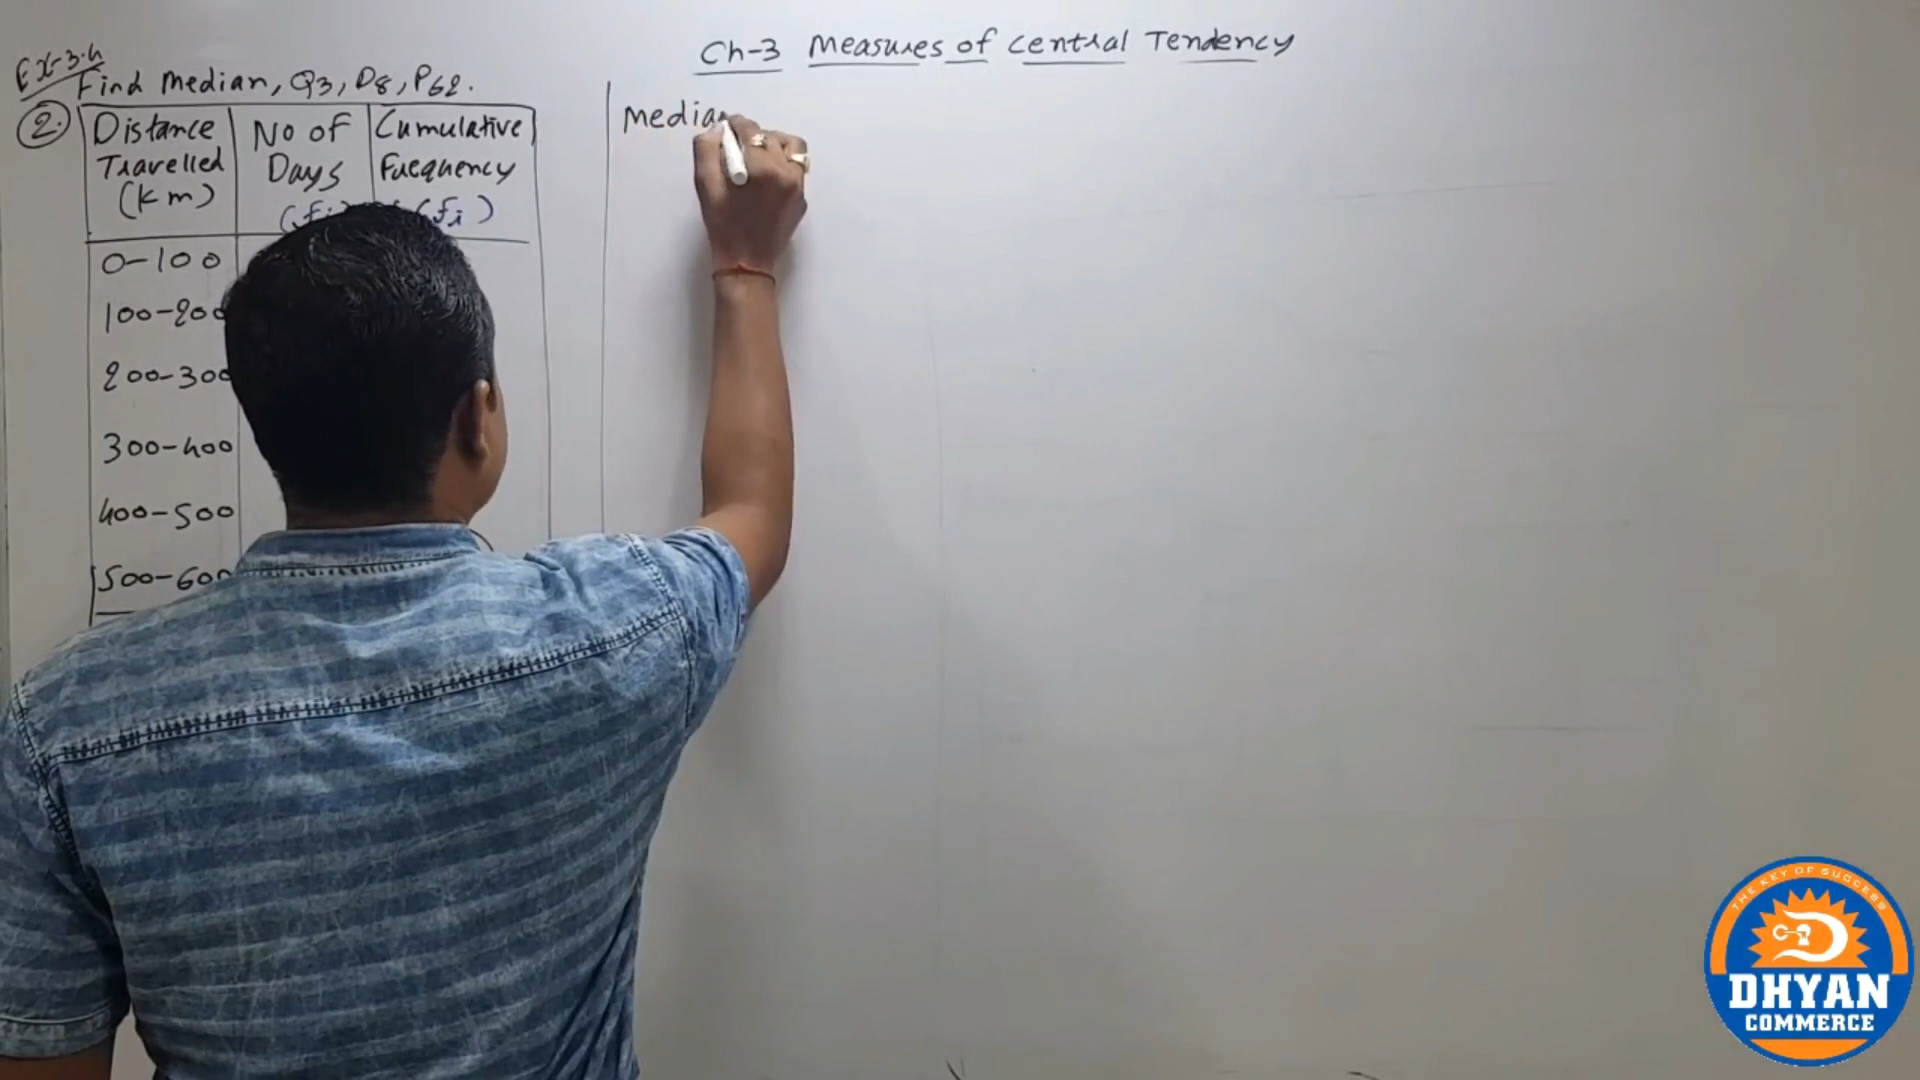 Ch-3 Measures of Central Tendency
Ex-3.4
Find Median, Q3, D8, P62.
2.
Distance Travelled (km)
No of Days
Cumulative Frequency
0-100
100-200
200-300
300-400
400-500
500-600
Median
THE KEY OF SUCCESS
DHYAN
COMMERCE